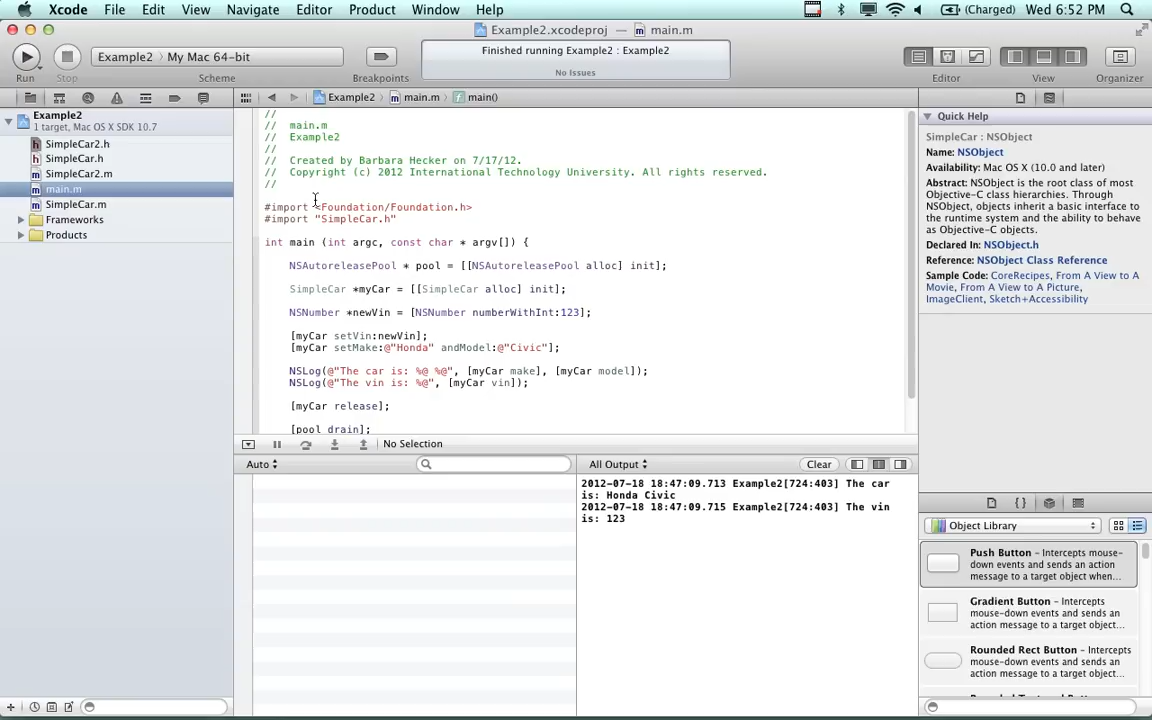 Xcode File Edit View Navigate Editor Product Window Help (Charged) Wed 6:52 PM
Example2.xcodeproj main.m
Example2 My Mac 64-bit
Finished running Example2 : Example2
No Issues
Run Stop Scheme Breakpoints Editor View Organizer
Example2 main.m main()
Example2
1 target, Mac OS X SDK 10.7
SimpleCar2.h
SimpleCar.h
SimpleCar2.m
main.m
SimpleCar.m
Frameworks
Products
//
// main.m
// Example2
//
// Created by Barbara Hecker on 7/17/12.
// Copyright (c) 2012 International Technology University. All rights reserved.
//
#import <Foundation/Foundation.h>
#import "SimpleCar.h"
int main (int argc, const char * argv[]) {
NSAutoreleasePool * pool = [[NSAutoreleasePool alloc] init];
SimpleCar *myCar = [[SimpleCar alloc] init];
NSNumber *newVin = [NSNumber numberWithInt:123];
[myCar setVin:newVin];
[myCar setMake:@"Honda" andModel:@"Civic"];
NSLog(@"The car is: %@ %@", [myCar make], [myCar model]);
NSLog(@"The vin is: %@", [myCar vin]);
[myCar release];
[pool drain];
No Selection
Auto
All Output
Clear
2012-07-18 18:47:09.713 Example2[724:403] The car
is: Honda Civic
2012-07-18 18:47:09.715 Example2[724:403] The vin
is: 123
Quick Help
SimpleCar : NSObject
Name: NSObject
Availability: Mac OS X (10.0 and later)
Abstract: NSObject is the root class of most
Objective-C class hierarchies. Through
NSObject, objects inherit a basic interface to
the runtime system and the ability to behave
as Objective-C objects.
Declared In: NSObject.h
Reference: NSObject Class Reference
Sample Code: CoreRecipes, From A View to A
Movie, From A View to A Picture,
ImageClient, Sketch+Accessibility
Object Library
Push Button - Intercepts mouse-
down events and sends an action
message to a target object when...
Gradient Button - Intercepts
mouse-down events and sends an
action message to a target object...
Rounded Rect Button - Intercepts
mouse-down events and sends an
action message to a target object...